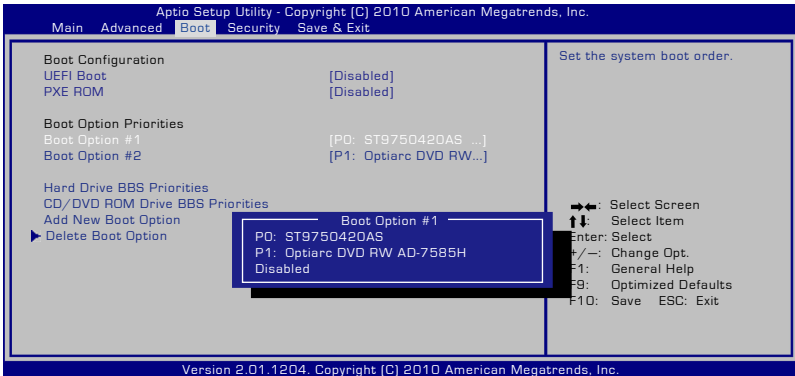 Aptio Setup Utility - Copyright (C) 2010 American Megatrends, Inc.
Main Advanced Boot Security Save & Exit
Boot Configuration
UEFI Boot [Disabled]
PXE ROM [Disabled]
Boot Option Priorities
Boot Option #1 [P0: ST9750420AS ...]
Boot Option #2 [P1: Optiarc DVD RW...]
Hard Drive BBS Priorities
CD/DVD ROM Drive BBS Priorities
Add New Boot Option
Delete Boot Option
Boot Option #1
P0: ST9750420AS
P1: Optiarc DVD RW AD-7585H
Disabled
Set the system boot order.
→←: Select Screen
↑↓: Select Item
Enter: Select
+/—: Change Opt.
F1: General Help
F9: Optimized Defaults
F10: Save ESC: Exit
Version 2.01.1204. Copyright (C) 2010 American Megatrends, Inc.